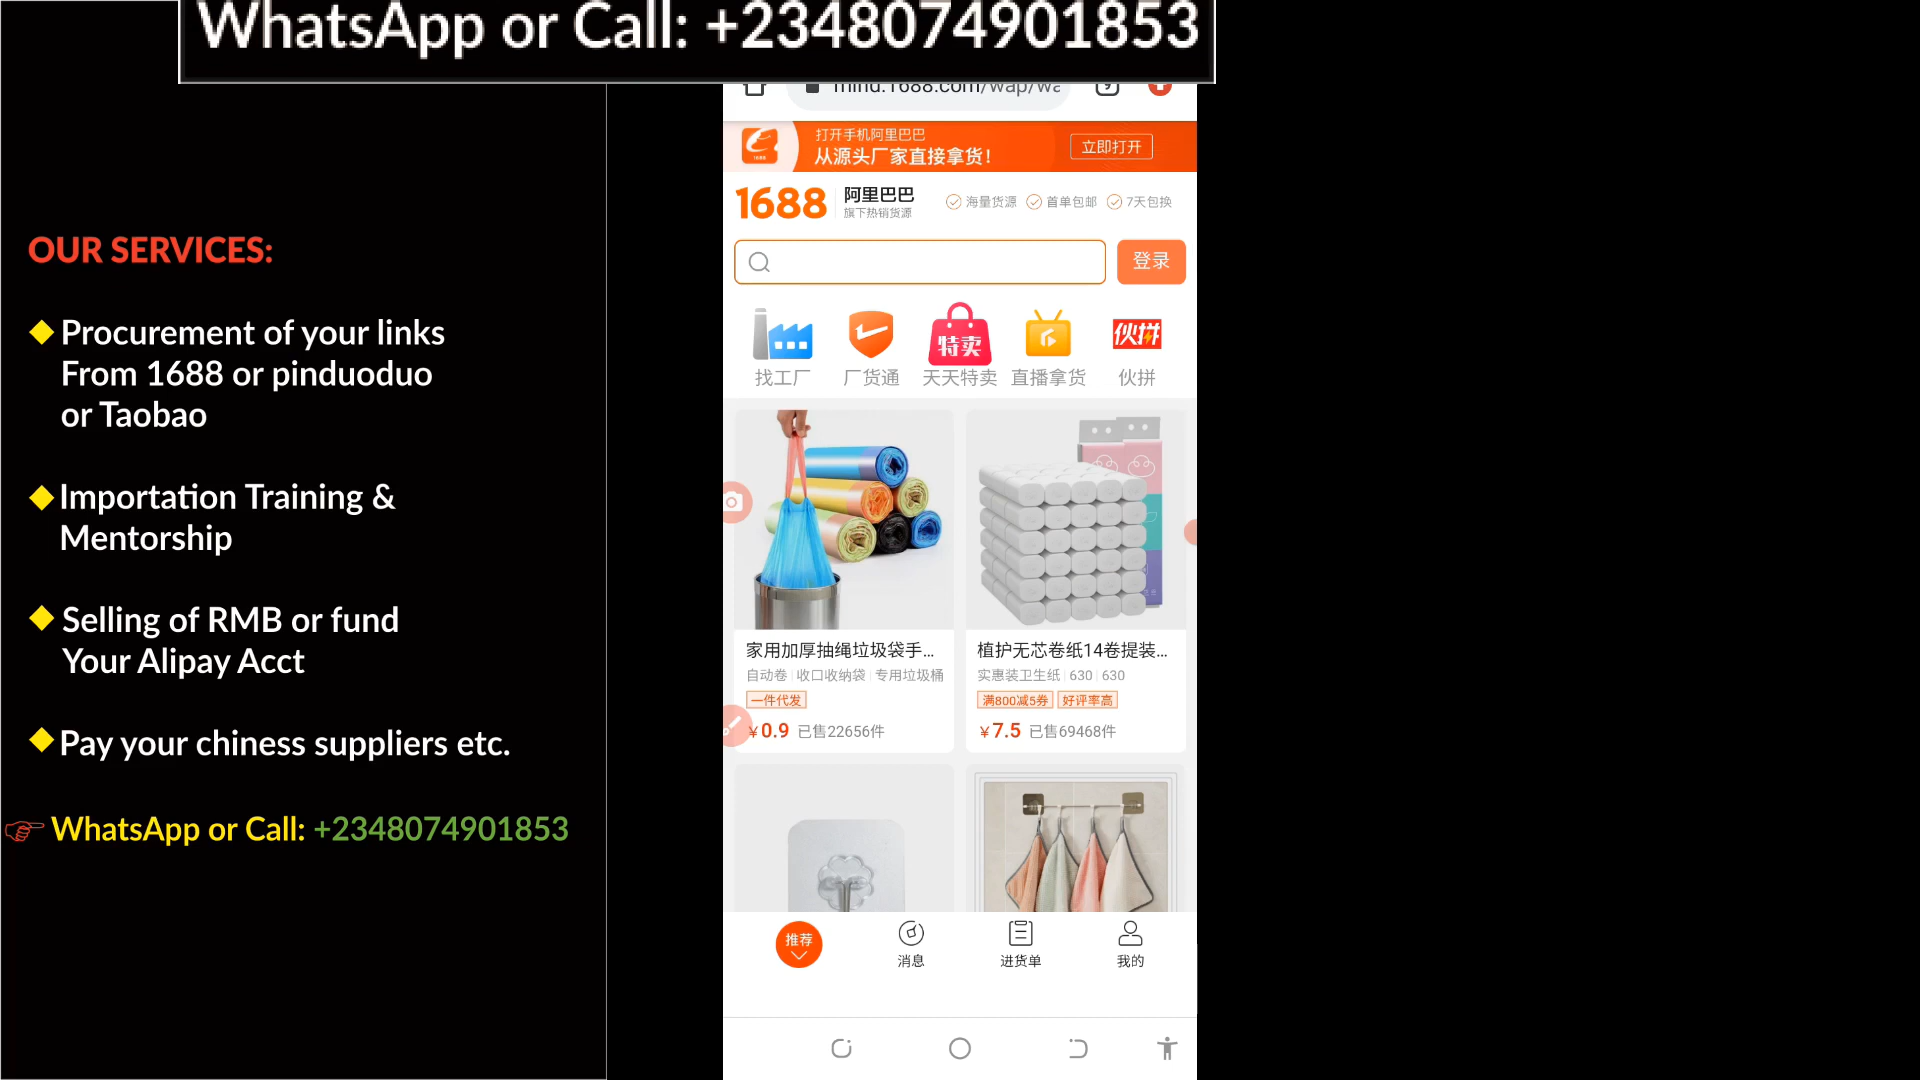 WhatsApp or Call: +2348074901853
OUR SERVICES:
Procurement of your links
From 1688 or pinduoduo
or Taobao
Importation Training &
Mentorship
Selling of RMB or fund
Your Alipay Acct
Pay your chiness suppliers etc.
WhatsApp or Call: +2348074901853
mind.1688.com/wap/wa
打开手机阿里巴巴
从源头厂家直接拿货!
立即打开
1688 阿里巴巴
旗下热销货源
海量货源 首单包邮 7天包换
登录
特卖
伙拼
找工厂 厂货通 天天特卖 直播拿货 伙拼
家用加厚抽绳垃圾袋手...
自动卷 收口收纳袋 专用垃圾桶
一件代发
¥0.9 已售22656件
植护无芯卷纸14卷提装...
实惠装卫生纸 630 630
满800减5券 好评率高
¥7.5 已售69468件
推荐
消息
进货单
我的